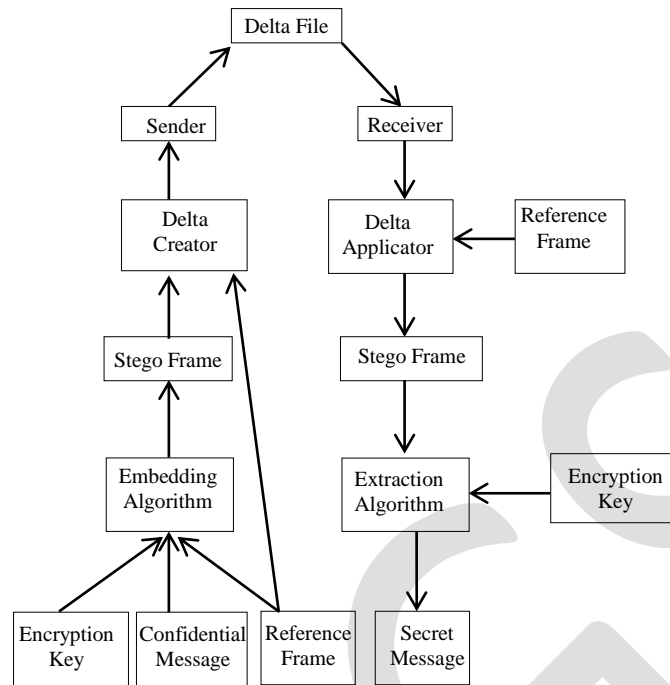 Delta File
Sender
Receiver
Delta
Creator
Delta
Applicator
Reference
Frame
Stego Frame
Stego Frame
Embedding
Algorithm
Extraction
Algorithm
Encryption
Key
Encryption
Key
Confidential
Message
Reference
Frame
Secret
Message